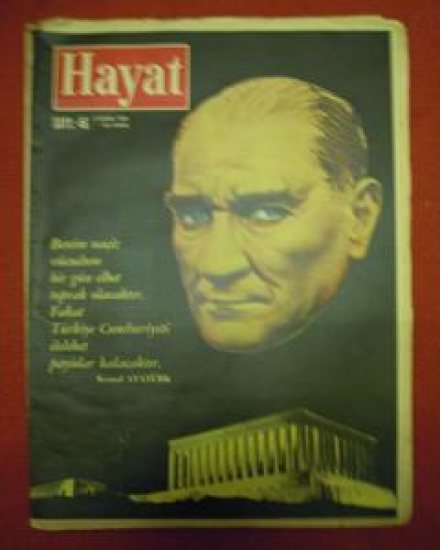 Hayat
Benim naçiz
vücudum
bir gün elbet
toprak olacaktır.
Fakat
Türkiye Cumhuriyeti
ilelebet
payidar kalacaktır.
Kemal ATATÜRK